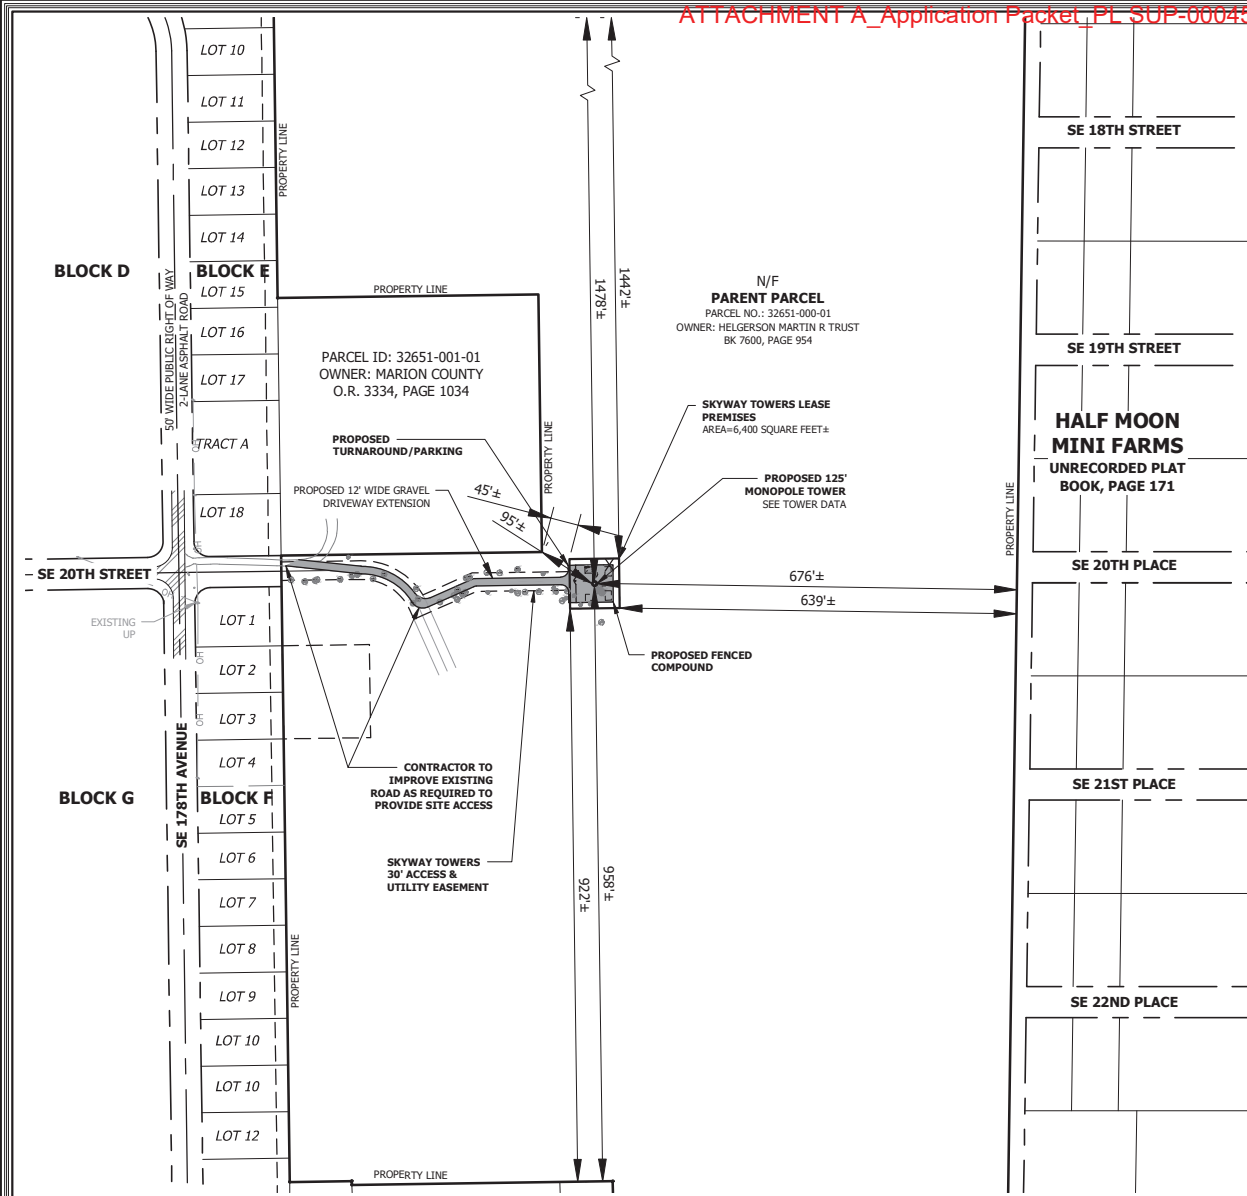 ATTACHMENT A_Application Packet_PL SUP-00045
LOT 10
LOT 11
LOT 12
LOT 13
LOT 14
BLOCK D
BLOCK E
LOT 15
LOT 16
LOT 17
TRACT A
LOT 18
50' WIDE PUBLIC RIGHT OF WAY
2-LANE ASPHALT ROAD
PROPERTY LINE
PROPERTY LINE
PARCEL ID: 32651-001-01
OWNER: MARION COUNTY
O.R. 3334, PAGE 1034
PROPERTY LINE
PROPOSED
TURNAROUND/PARKING
PROPOSED 12' WIDE GRAVEL
DRIVEWAY EXTENSION
45'±
95'±
1478'±
1442'±
N/F
PARENT PARCEL
PARCEL NO.: 32651-000-01
OWNER: HELGERSON MARTIN R TRUST
BK 7600, PAGE 954
SKYWAY TOWERS LEASE
PREMISES
AREA=6,400 SQUARE FEET±
PROPOSED 125'
MONOPOLE TOWER
SEE TOWER DATA
PROPERTY LINE
SE 18TH STREET
SE 19TH STREET
HALF MOON
MINI FARMS
UNRECORDED PLAT
BOOK, PAGE 171
SE 20TH PLACE
SE 21ST PLACE
SE 22ND PLACE
676'±
639'±
PROPOSED FENCED
COMPOUND
SE 20TH STREET
EXISTING
UP
OH
OH
OH
OH
OH
LOT 1
LOT 2
LOT 3
LOT 4
BLOCK G
BLOCK F
LOT 5
LOT 6
LOT 7
LOT 8
LOT 9
LOT 10
LOT 10
LOT 12
SE 178TH AVENUE
PROPERTY LINE
CONTRACTOR TO
IMPROVE EXISTING
ROAD AS REQUIRED TO
PROVIDE SITE ACCESS
SKYWAY TOWERS
30' ACCESS &
UTILITY EASEMENT
922'±
958'±
PROPERTY LINE